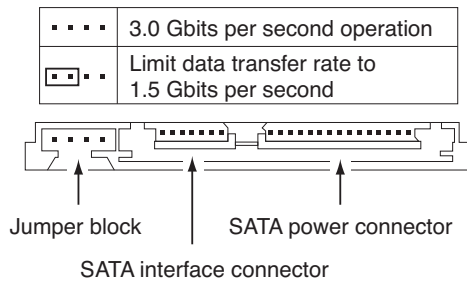 3.0 Gbits per second operation
Limit data transfer rate to
1.5 Gbits per second
Jumper block
SATA power connector
SATA interface connector